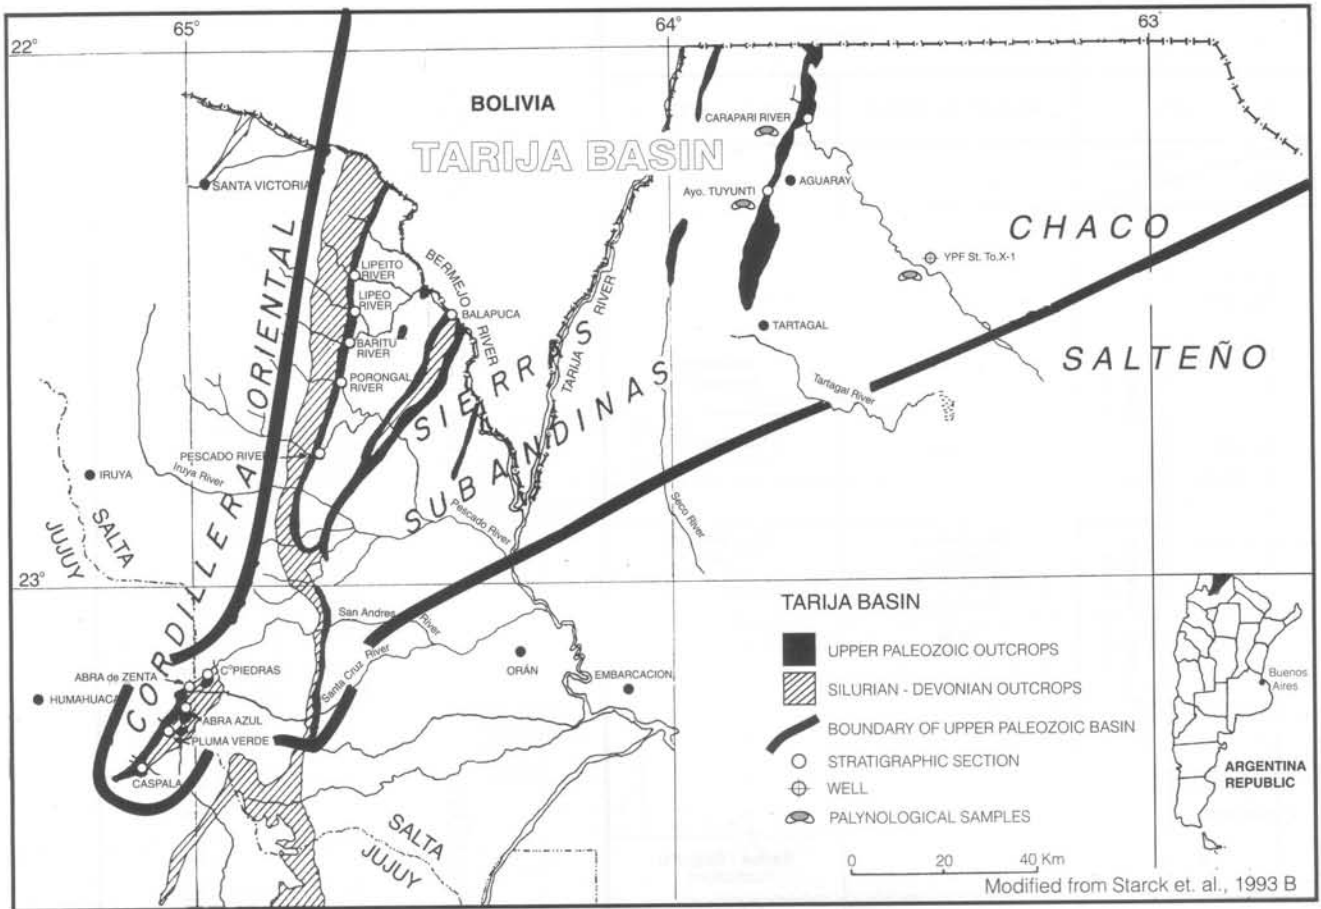 65°
64°
63
22°
BOLIVIA
TARIJA BASIN
CARAPARI RIVER
SANTA VICTORIA
Ayo. TUYUNTI
AGUARAY
CHACO
YPF St. To.X-1
LIPEITO
RIVER
BERMEJO
RIVER
LIPEO
RIVER
BALAPUCA
TARIJA
RIVER
TARTAGAL
BARITU
RIVER
SALTEÑO
PORONGAL
RIVER
Tartagal River
SIERRAS
SUBANDINAS
CORDILLERA ORIENTAL
PESCADO RIVER
Iruya River
IRUYA
Pescado River
Seco River
SALTA
JUJUY
23°
San Andres River
Santa Cruz River
ORÁN
EMBARCACION
ABRA de ZENTA
C° PIEDRAS
HUMAHUACA
ABRA AZUL
PLUMA VERDE
CASPALA
SALTA
JUJUY
TARIJA BASIN
UPPER PALEOZOIC OUTCROPS
SILURIAN - DEVONIAN OUTCROPS
BOUNDARY OF UPPER PALEOZOIC BASIN
STRATIGRAPHIC SECTION
WELL
PALYNOLOGICAL SAMPLES
0 20 40 Km
Buenos
Aires
ARGENTINA
REPUBLIC
Modified from Starck et. al., 1993 B